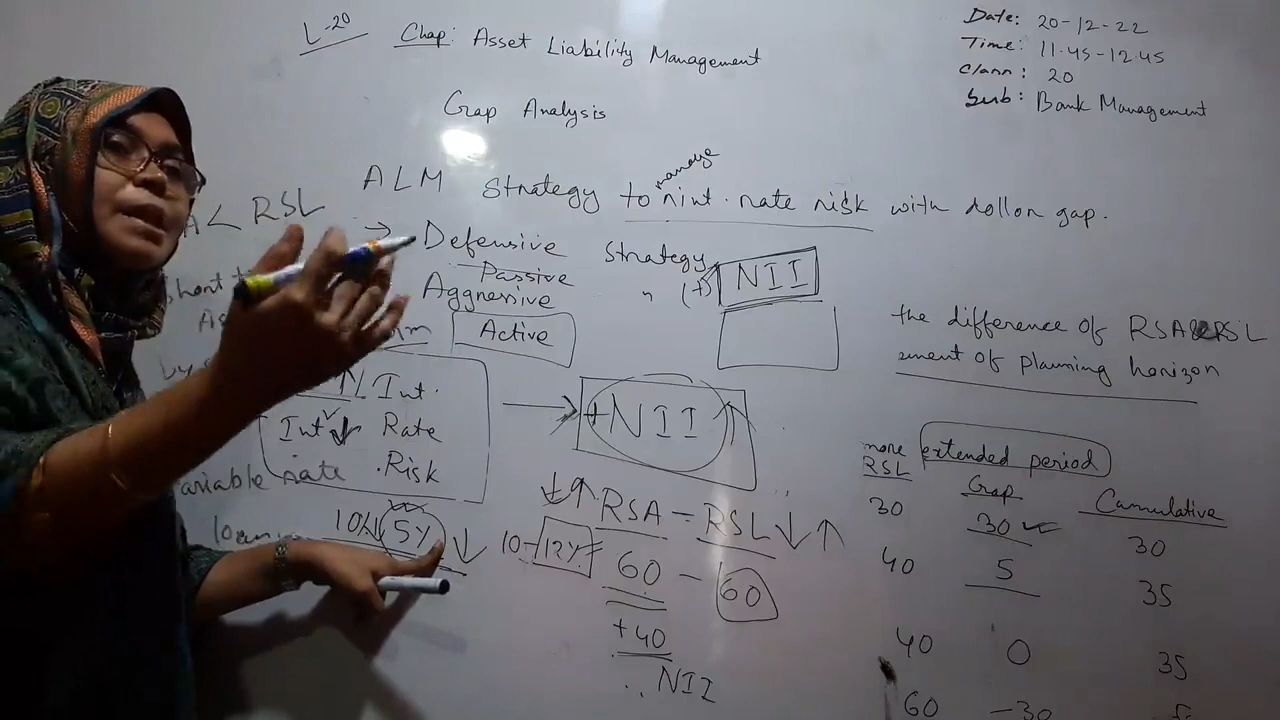 L-20
Chap: Asset Liability Management
Date: 20-12-22
Time: 11.45-12.45
Class: 20
Sub: Bank Management
Gap Analysis
ALM Strategy to manage int. rate risk with dollar gap.
A < RSL
→ Defensive Strategy
Passive
Aggressive " (+) NII
Active
Short
the difference of RSA & RSL
ment of planning horizon
Int.
Int ↓ Rate
.Risk
→ + NII ↑
variable rate
loan
10% 5Y ↓
↓↑ RSA - RSL ↓ ↑
10-12%
60 - 60
+40
NII
more RSL extended period
Gap Cumulative
30 30 30
40 5 35
40 0 35
60 -30